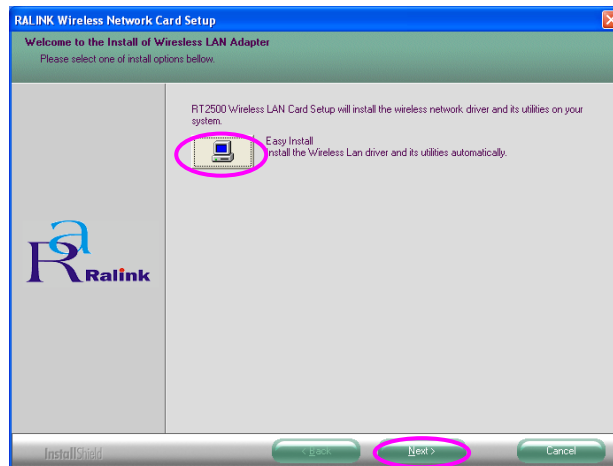 RALINK Wireless Network Card Setup
Welcome to the Install of Wiresless LAN Adapter
Please select one of install options bellow.
RT2500 Wireless LAN Card Setup will install the wireless network driver and its utilities on your
system.
Easy Install
Install the Wireless Lan driver and its utilities automatically.
Ra
Ralink
InstallShield
< Back
Next >
Cancel